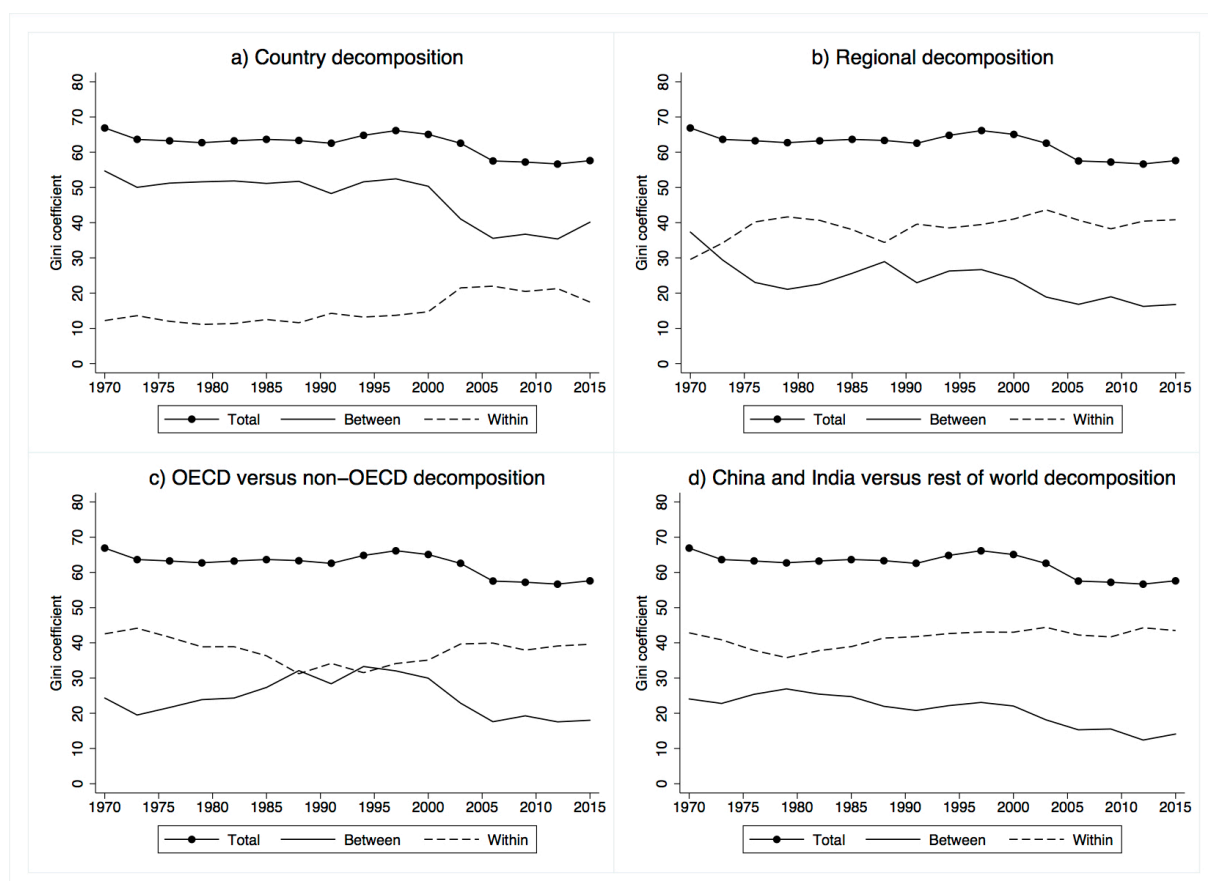 a) Country decomposition
Gini coefficient
80
70
60
50
40
30
20
10
0
1970 1975 1980 1985 1990 1995 2000 2005 2010 2015
Total Between Within
b) Regional decomposition
Gini coefficient
80
70
60
50
40
30
20
10
0
1970 1975 1980 1985 1990 1995 2000 2005 2010 2015
Total Between Within
c) OECD versus non−OECD decomposition
Gini coefficient
80
70
60
50
40
30
20
10
0
1970 1975 1980 1985 1990 1995 2000 2005 2010 2015
Total Between Within
d) China and India versus rest of world decomposition
Gini coefficient
80
70
60
50
40
30
20
10
0
1970 1975 1980 1985 1990 1995 2000 2005 2010 2015
Total Between Within